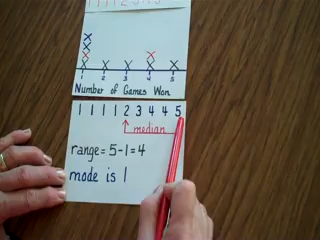 1 2 3 4 5
Number of Games Won
1 1 1 1 2 3 4 4 5
median
range = 5-1 = 4
mode is 1